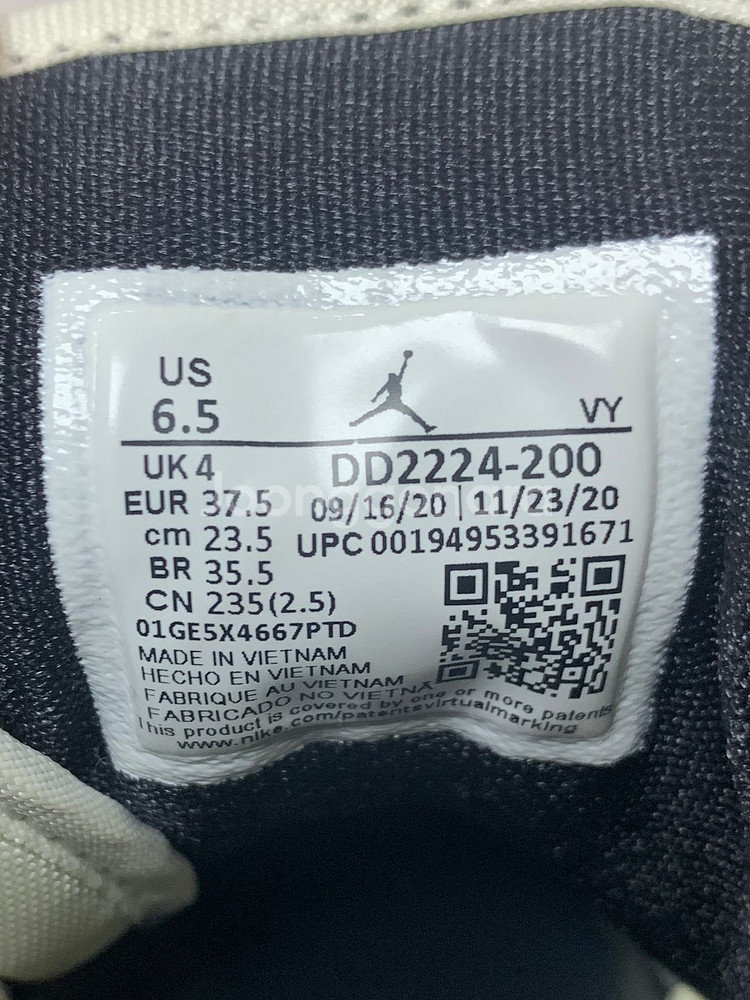 US
6.5
VY
UK 4
DD2224-200
EUR 37.5
09/16/20 | 11/23/20
cm 23.5
UPC 00194953391671
BR 35.5
CN 235(2.5)
01GE5X4667PTD
MADE IN VIETNAM
HECHO EN VIETNAM
FABRIQUE AU VIETNAM
FABRICADO NO VIETNÃ
This product is covered by one or more patents
www.nike.com/patentsvirtualmarking